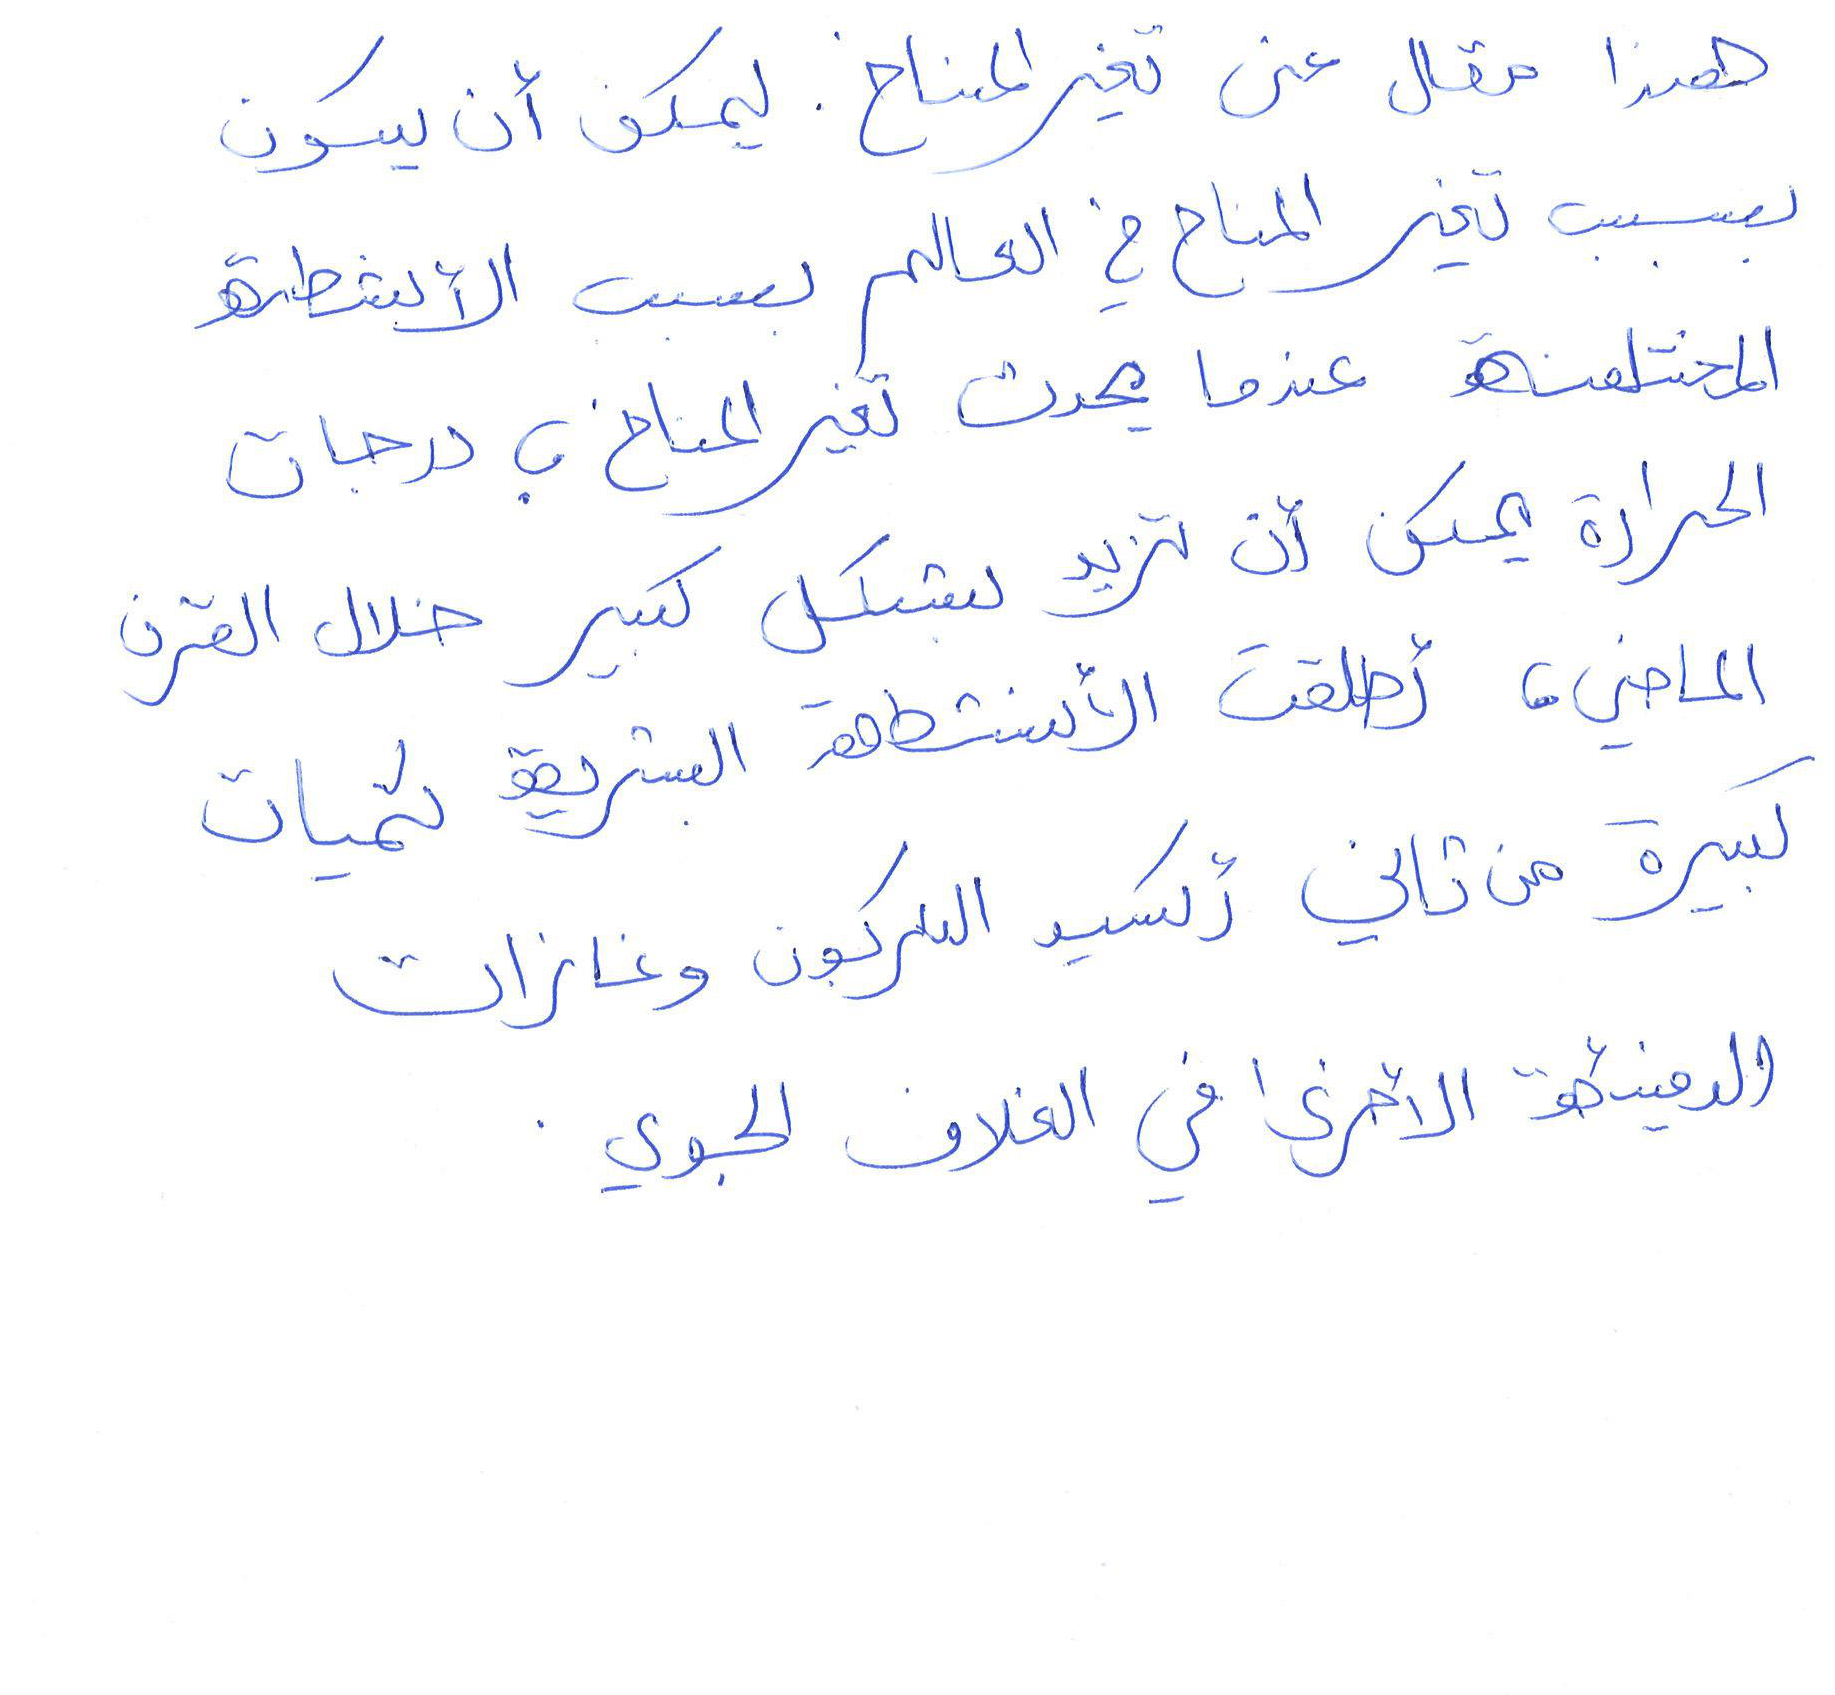 هذا مقال عن تغير المناخ. ليمكن أن يكون
بسبب تغير المناخ في العالم بسبب الأنشطة
المختلفة عندما يحدث تغير المناخ، درجات
الحرارة يمكن أن تزيد بشكل كبير خلال القرن
الماضي، أطلقت الأنشطة البشرية كميات
كبيرة من ثاني أكسيد الكربون وغازات
الدفيئة الأخرى في الغلاف الجوي.